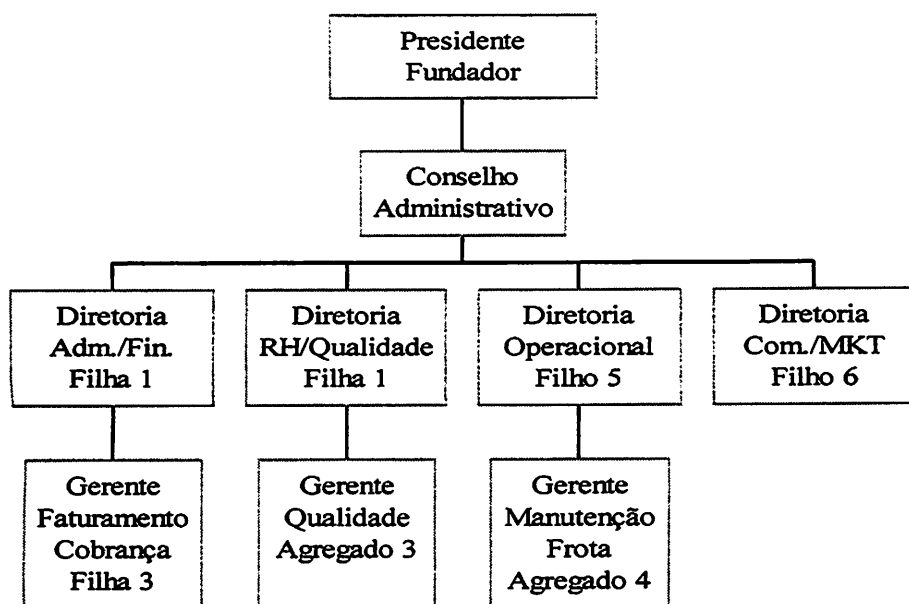 Presidente
Fundador
Conselho
Administrativo
Diretoria
Adm./Fin.
Filha 1
Diretoria
RH/Qualidade
Filha 1
Diretoria
Operacional
Filho 5
Diretoria
Com./MKT
Filho 6
Gerente
Faturamento
Cobrança
Filha 3
Gerente
Qualidade
Agregado 3
Gerente
Manutenção
Frota
Agregado 4